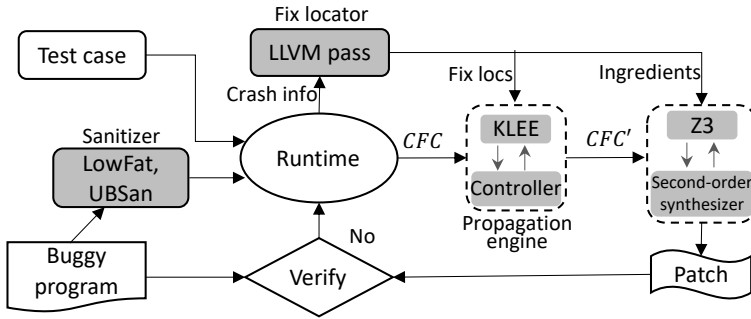 Fix locator
Test case
LLVM pass
Fix locs
Ingredients
Crash info
Sanitizer
KLEE
Z3
LowFat,
UBSan
Runtime
CFC
CFC′
Controller
Second-order
synthesizer
Propagation
engine
No
Buggy
program
Verify
Patch